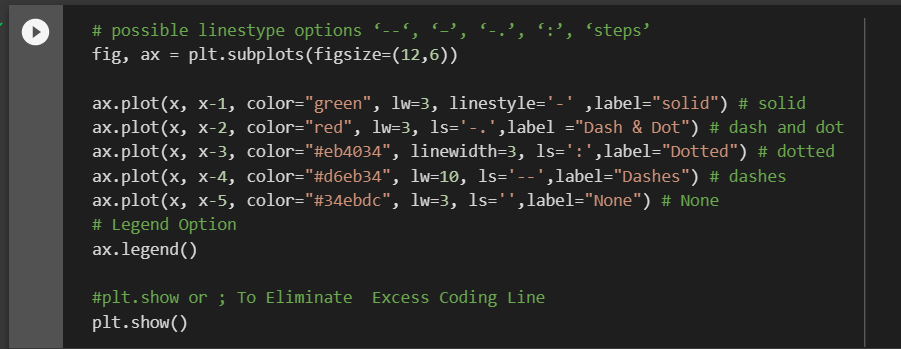 # possible linestype options ‘--‘, ‘–’, ‘-.’, ‘:’, ‘steps’
fig, ax = plt.subplots(figsize=(12,6))
ax.plot(x, x-1, color="green", lw=3, linestyle='-' ,label="solid") # solid
ax.plot(x, x-2, color="red", lw=3, ls='-.',label ="Dash & Dot") # dash and dot
ax.plot(x, x-3, color="#eb4034", linewidth=3, ls=':',label="Dotted") # dotted
ax.plot(x, x-4, color="#d6eb34", lw=10, ls='--',label="Dashes") # dashes
ax.plot(x, x-5, color="#34ebdc", lw=3, ls='',label="None") # None
# Legend Option
ax.legend()
#plt.show or ; To Eliminate  Excess Coding Line
plt.show()